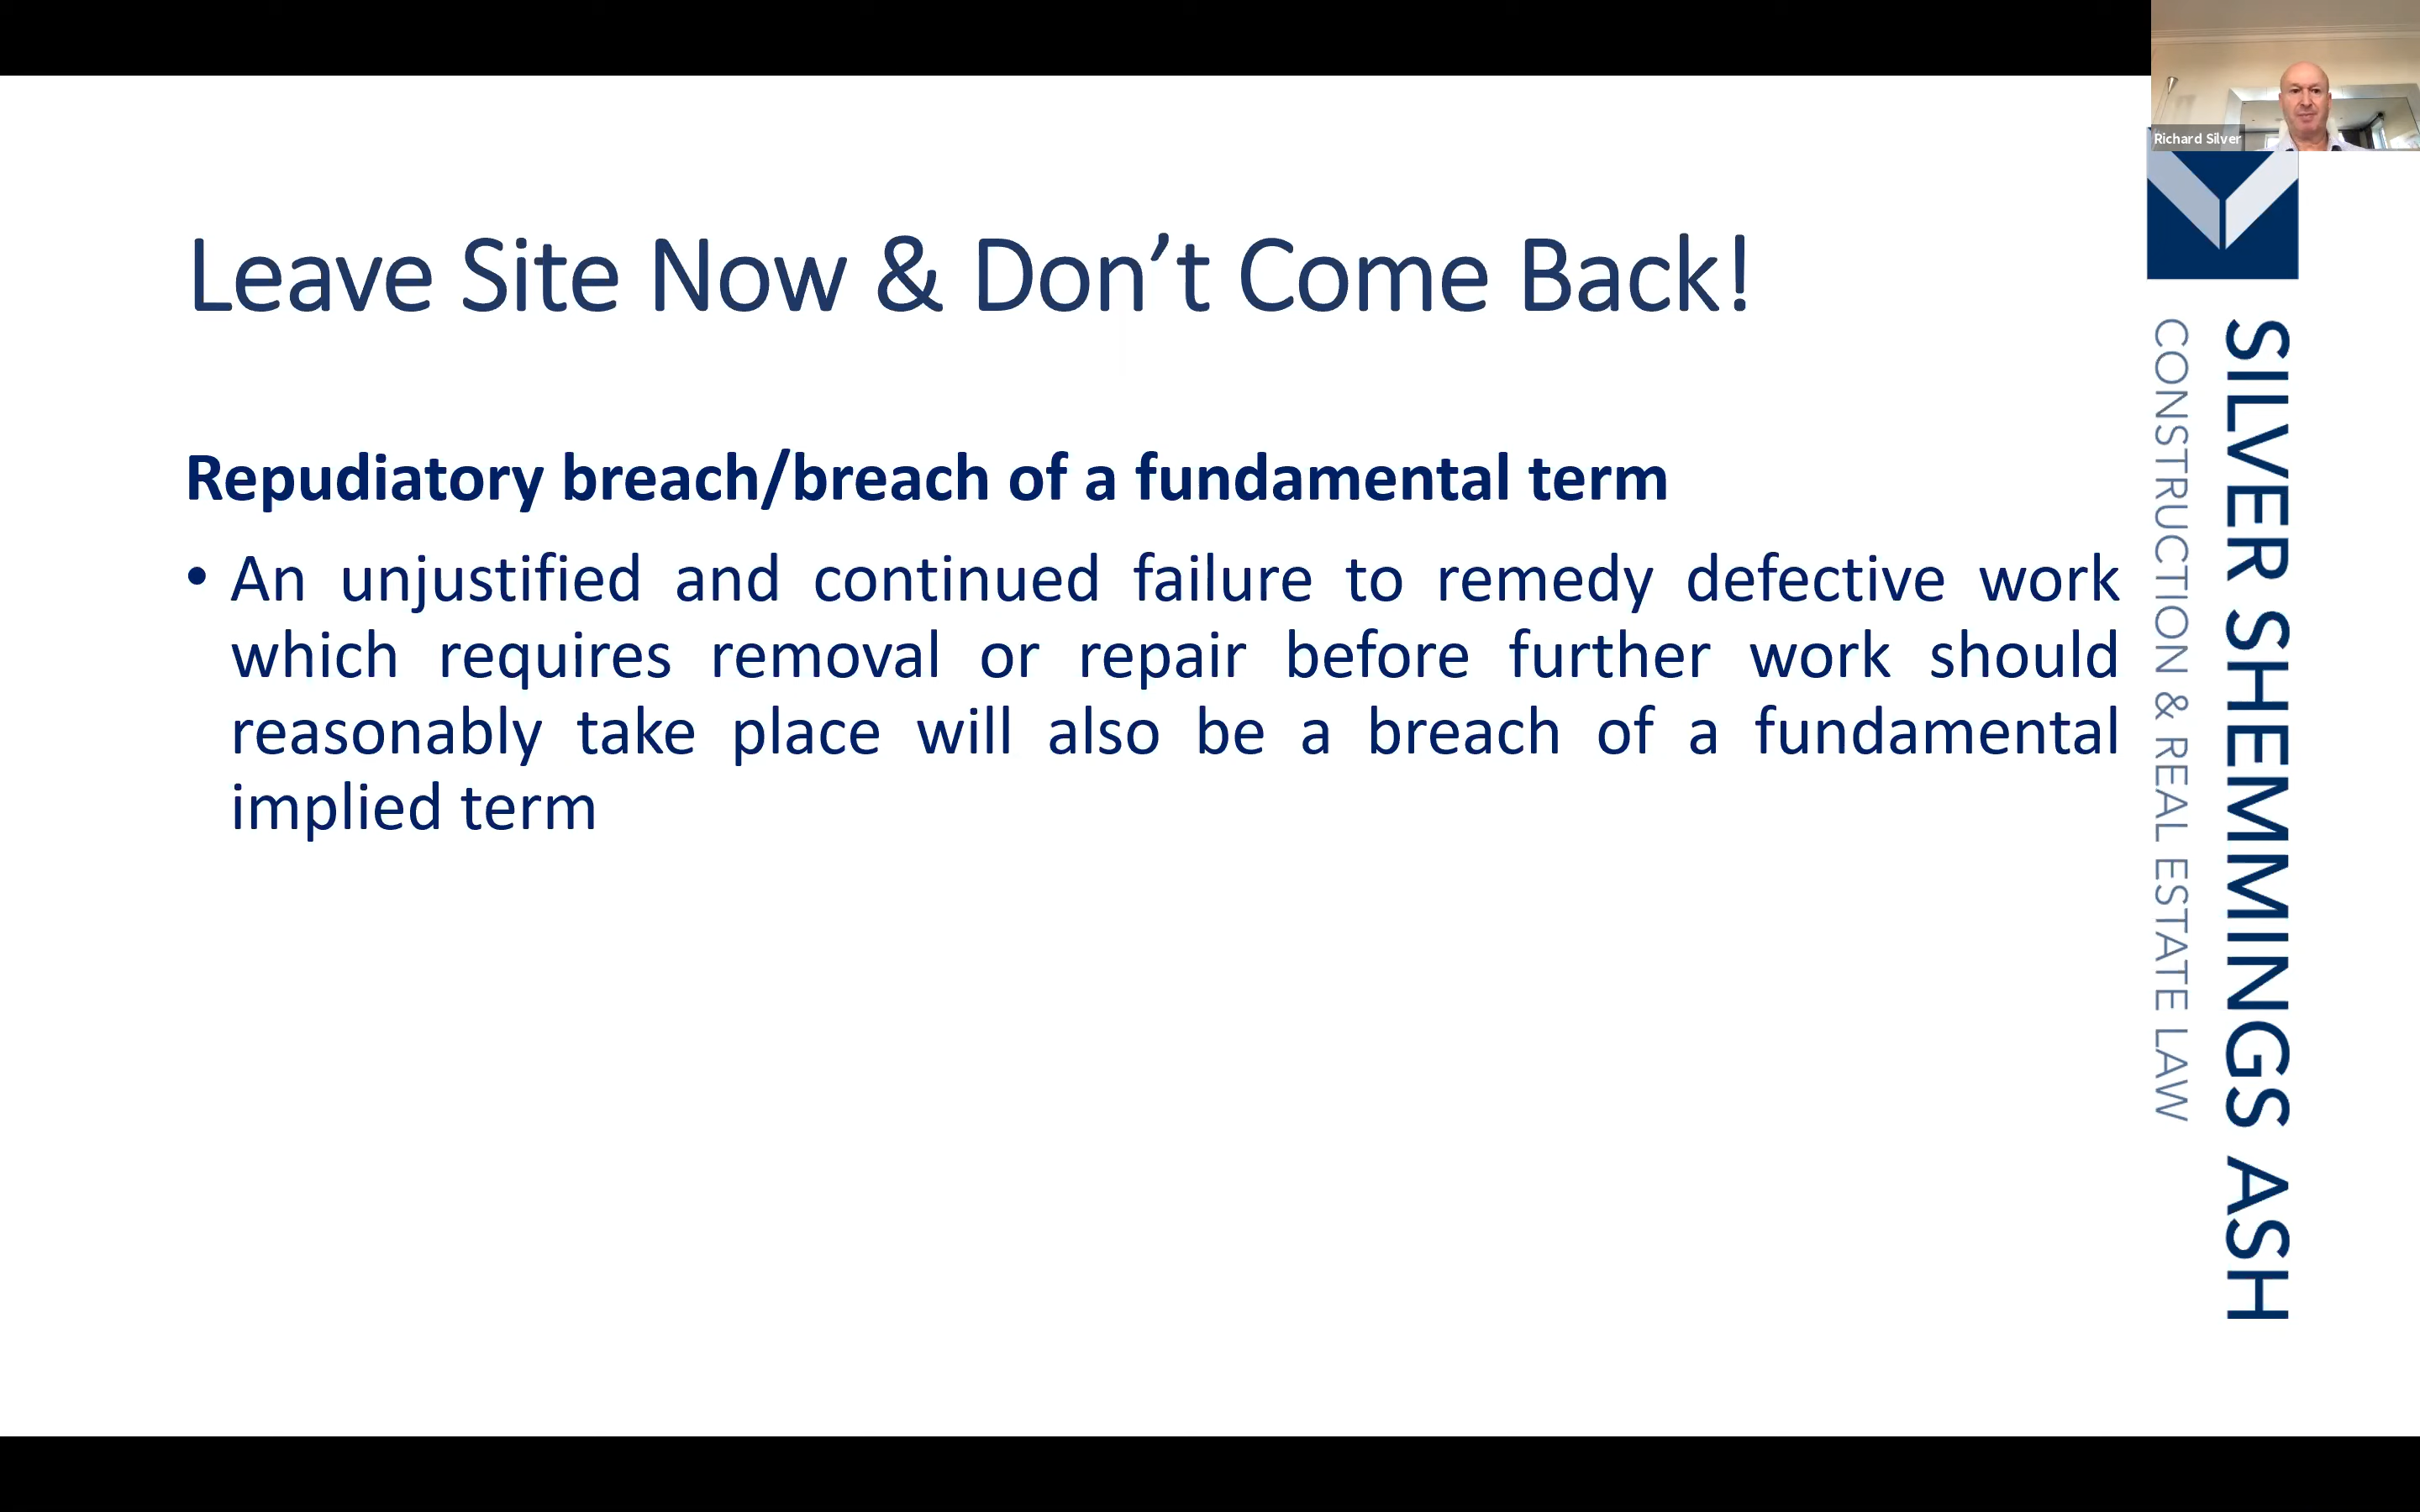 Richard Silver
Leave Site Now & Don’t Come Back!
Repudiatory breach/breach of a fundamental term
• An unjustified and continued failure to remedy defective work
which requires removal or repair before further work should
reasonably take place will also be a breach of a fundamental
implied term
SILVER SHEMMINGS ASH
CONSTRUCTION & REAL ESTATE LAW